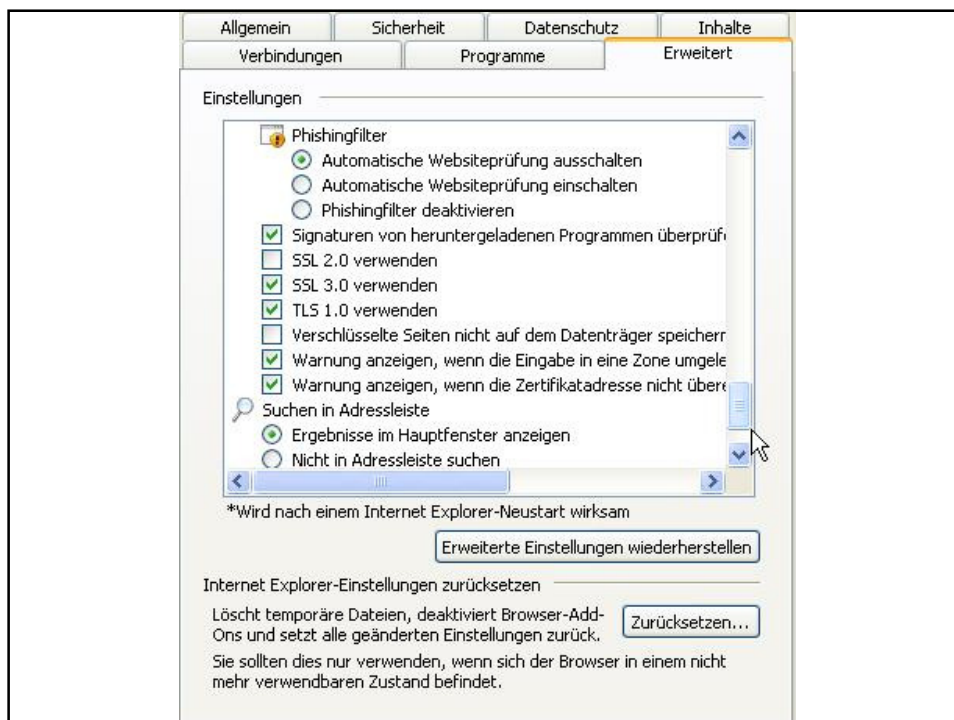 Allgemein Sicherheit Datenschutz Inhalte
Verbindungen Programme Erweitert
Einstellungen
Phishingfilter
Automatische Websiteprüfung ausschalten
Automatische Websiteprüfung einschalten
Phishingfilter deaktivieren
Signaturen von heruntergeladenen Programmen überprüfe
SSL 2.0 verwenden
SSL 3.0 verwenden
TLS 1.0 verwenden
Verschlüsselte Seiten nicht auf dem Datenträger speichern
Warnung anzeigen, wenn die Eingabe in eine Zone umgele
Warnung anzeigen, wenn die Zertifikatadresse nicht übere
Suchen in Adressleiste
Ergebnisse im Hauptfenster anzeigen
Nicht in Adressleiste suchen
*Wird nach einem Internet Explorer-Neustart wirksam
Erweiterte Einstellungen wiederherstellen
Internet Explorer-Einstellungen zurücksetzen
Löscht temporäre Dateien, deaktiviert Browser-Add-
Ons und setzt alle geänderten Einstellungen zurück.
Zurücksetzen...
Sie sollten dies nur verwenden, wenn sich der Browser in einem nicht
mehr verwendbaren Zustand befindet.